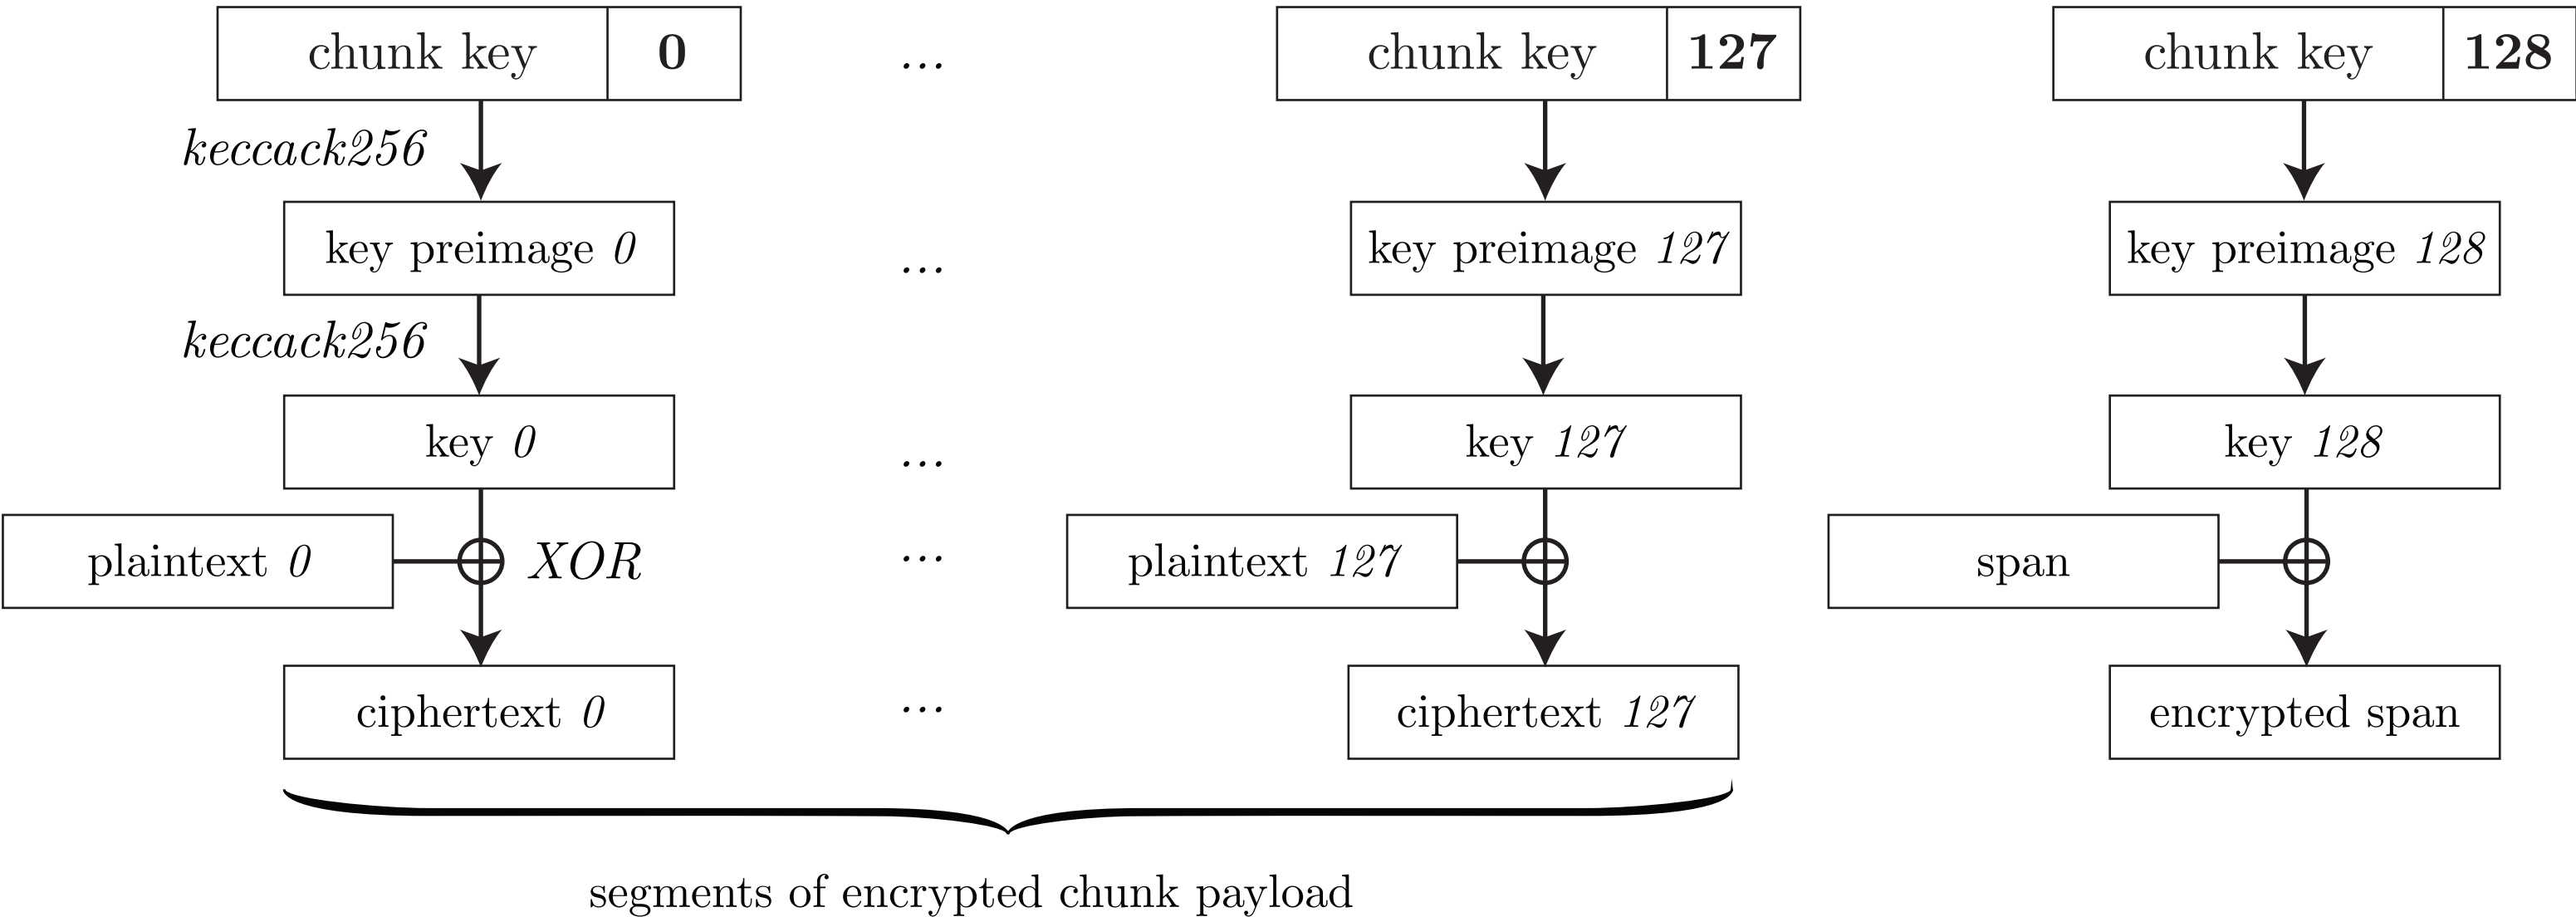 chunk key 0 ... chunk key 127 chunk key 128
keccack256
key preimage 0 ... key preimage 127 key preimage 128
keccack256
key 0 ... key 127 key 128
plaintext 0 XOR ... plaintext 127 span
ciphertext 0 ... ciphertext 127 encrypted span
segments of encrypted chunk payload